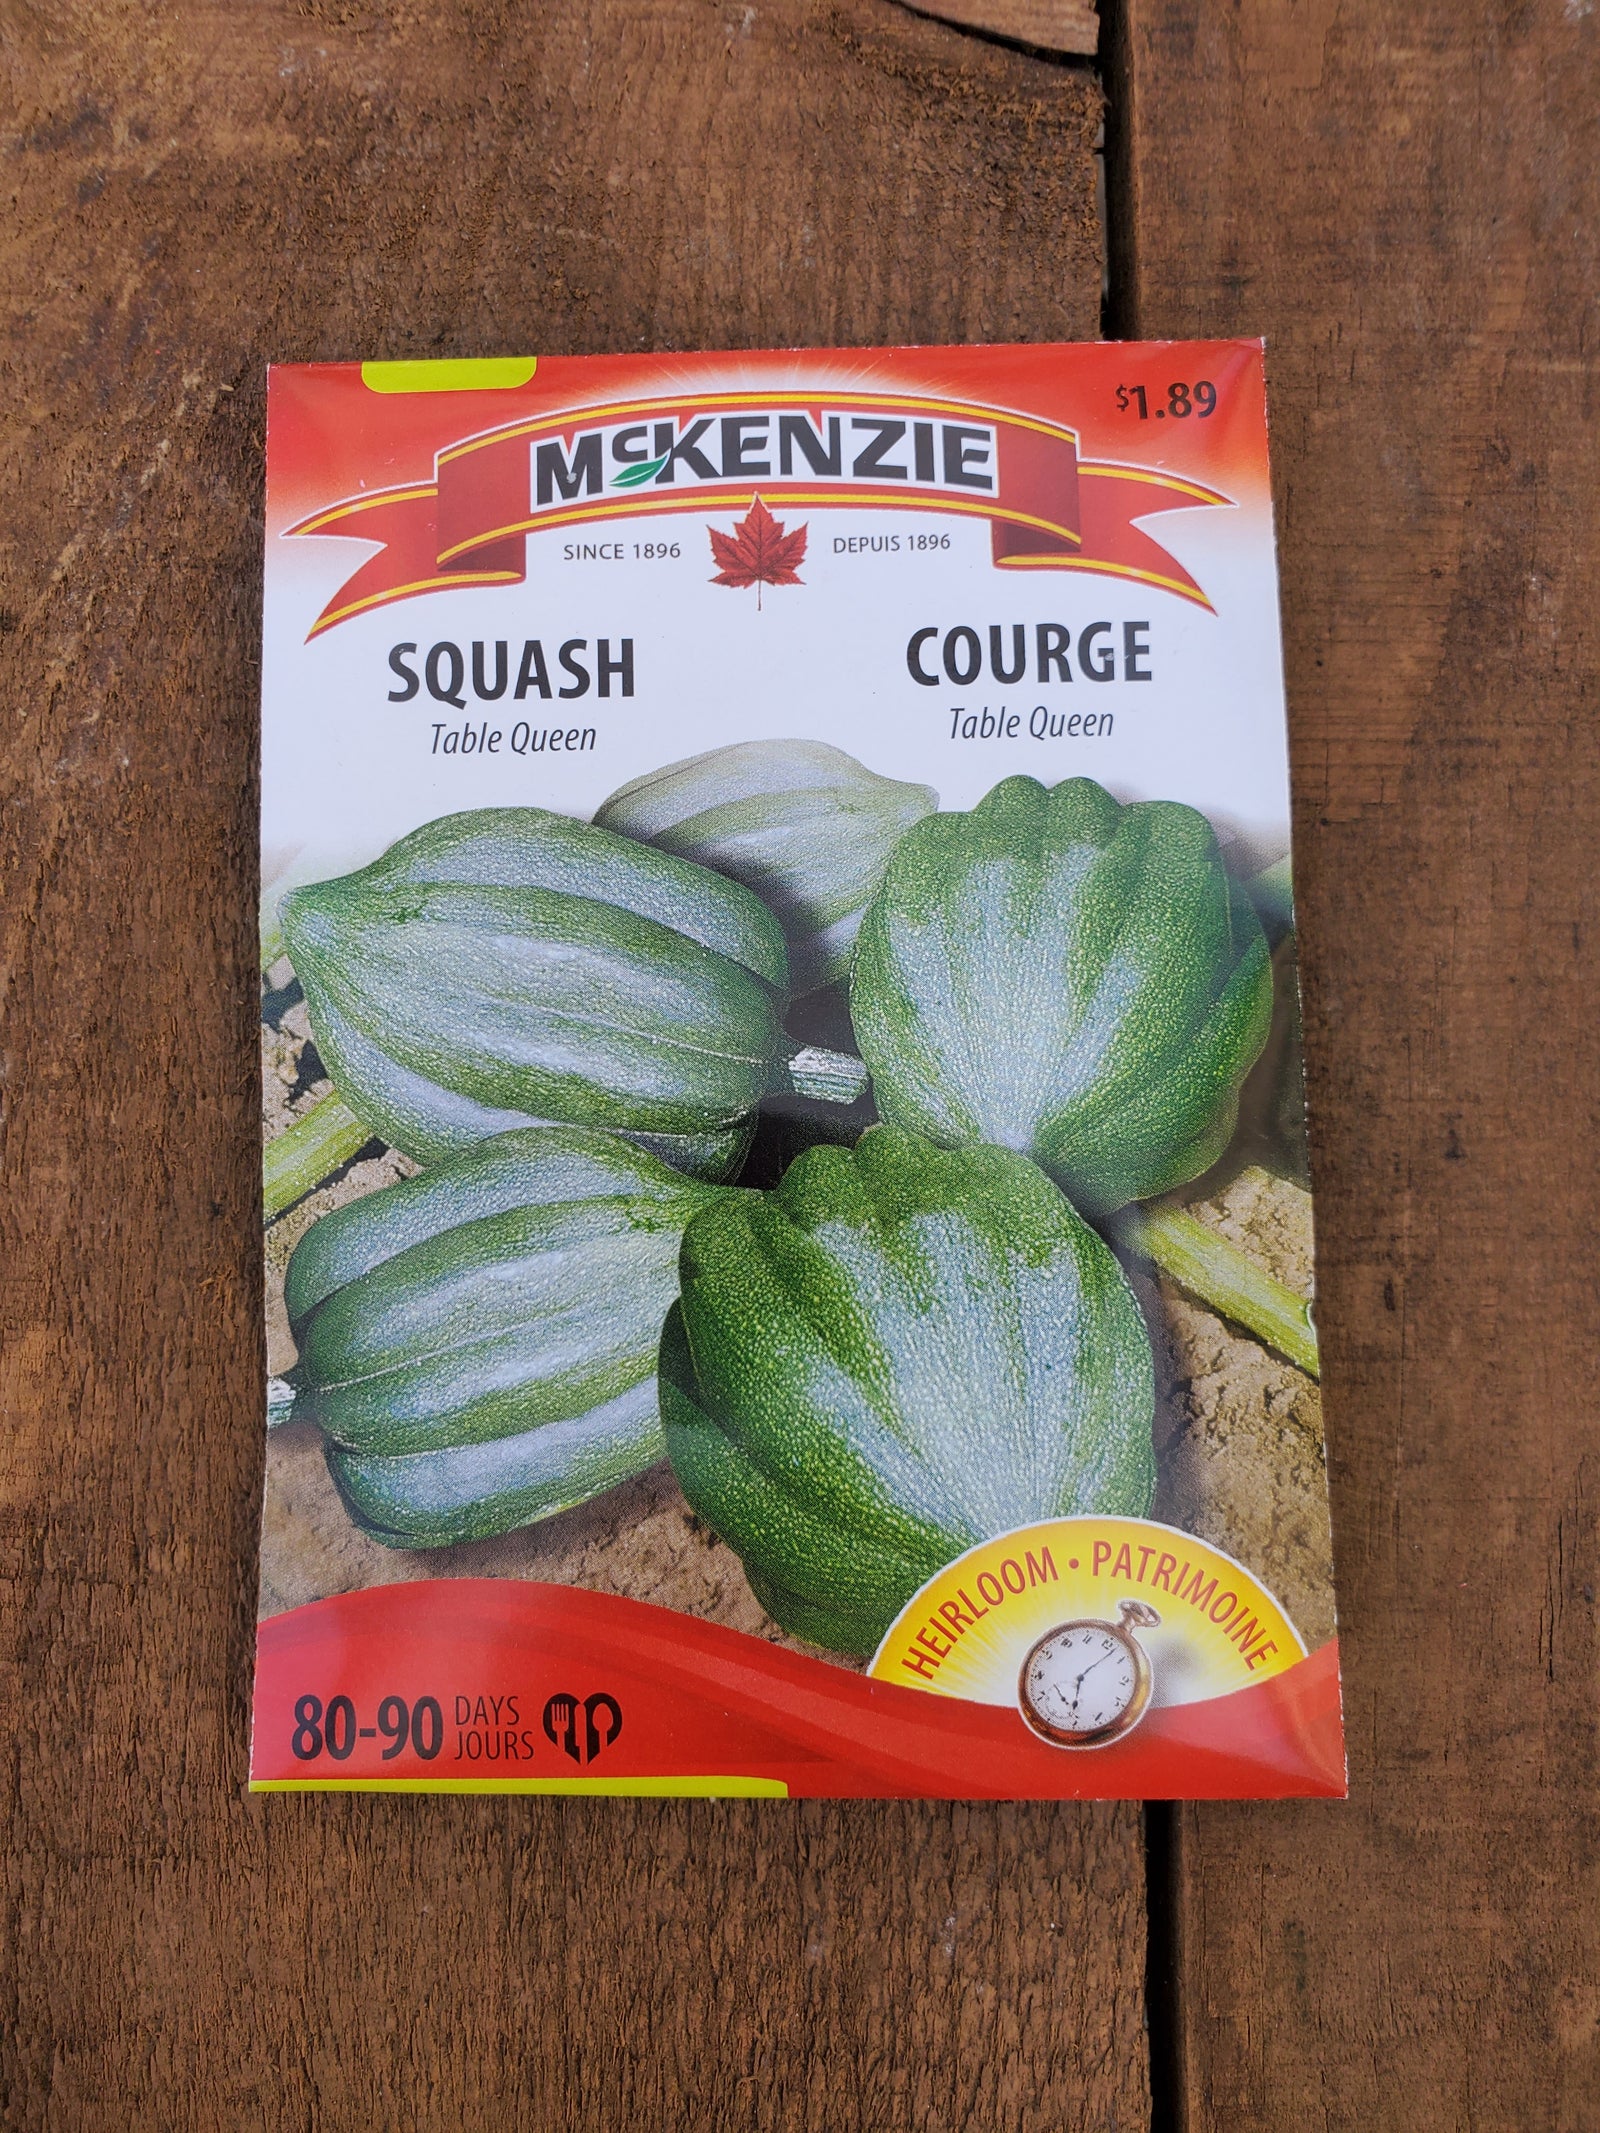 $1.89
McKENZIE
SINCE 1896 DEPUIS 1896
SQUASH
Table Queen
COURGE
Table Queen
HEIRLOOM • PATRIMOINE
80-90 DAYS
JOURS